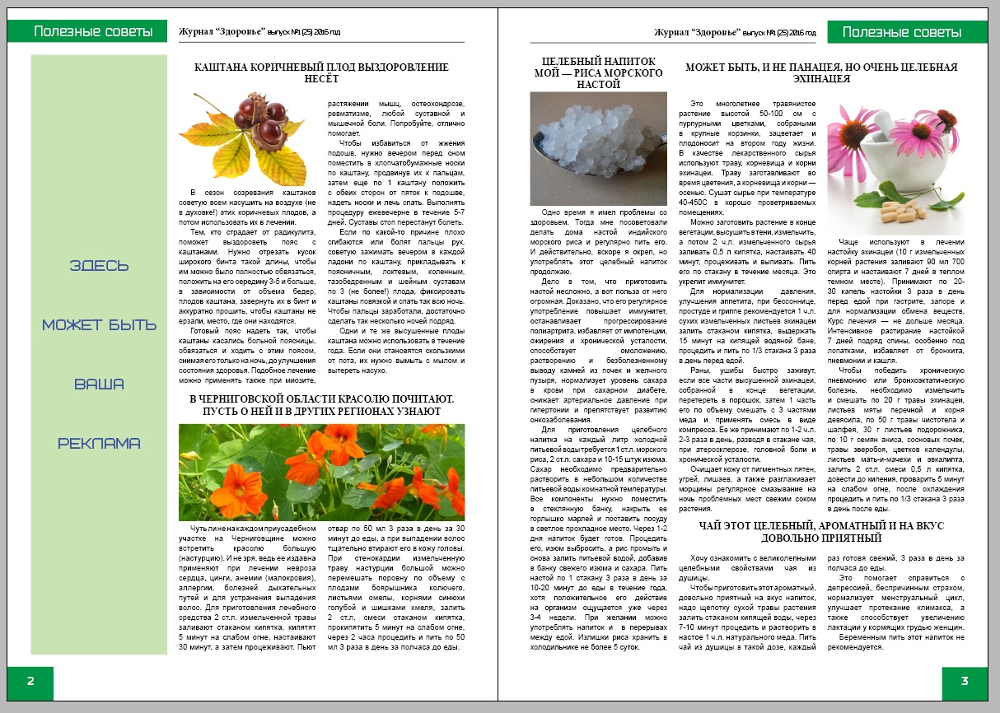 Полезные советы
Журнал “Здоровье” выпуск №1 (25) 2016 год
ЗДЕСЬ
МОЖЕТ БЫТЬ
ВАША
РЕКЛАМА
КАШТАНА КОРИЧНЕВЫЙ ПЛОД ВЫЗДОРОВЛЕНИЕ
НЕСЁТ
В сезон созревания каштанов
советую всем насушить на воздухе (не
в духовке!) этих коричневых плодов, а
потом использовать их в лечении.
Тем, кто страдает от радикулита,
поможет выздороветь пояс с
каштанами. Нужно отрезать кусок
широкого бинта такой длины, чтобы
им можно было полностью обвязаться,
положить на его середину 3-5 и больше,
в зависимости от объема бедер,
плодов каштана, завернуть их в бинт и
аккуратно прошить, чтобы каштаны не
ерзали, место, где они находятся.
Готовый пояс надеть так, чтобы
каштаны касались больной поясницы,
обвязаться и ходить с этим поясом,
снимая его только на ночь, до улучшения
состояния здоровья. Подобное лечение
можно применять также при миозите,
растяжении мышц, остеохондрозе,
ревматизме, любой суставной и
мышечной боли. Попробуйте, отлично
помогает.
Чтобы избавиться от жжения
подошв, нужно вечером перед сном
поместить в хлопчатобумажные носки
по каштану, продвинув их к пальцам,
затем еще по 1 каштану положить
с обеих сторон от пяток к подошве,
надеть носки и лечь спать. Выполнять
процедуру ежевечерне в течение 5-7
дней. Суставы стоп перестанут болеть.
Если по какой-то причине плохо
сгибаются или болят пальцы рук,
советую зажимать вечером в каждой
ладони по каштану, прикладывать к
поясничным, локтевым, коленным,
тазобедренным и шейным суставам
по 3 (не более!) плода, фиксировать
каштаны повязкой и спать так всю ночь.
Чтобы пальцы заработали, достаточно
сделать так несколько ночей подряд.
Одни и те же высушенные плоды
каштана можно использовать в течение
года. Если они становятся скользкими
от пота, их нужно вымыть с мылом и
вытереть насухо.
В ЧЕРНИГОВСКОЙ ОБЛАСТИ КРАСОЛЮ ПОЧИТАЮТ.
ПУСТЬ О НЕЙ И В ДРУГИХ РЕГИОНАХ УЗНАЮТ
Чуть ли не на каждом приусадебном
участке на Черниговщине можно
встретить красолю большую
(настурцию). И не зря, ведь ее издавна
применяют при лечении невроза
сердца, цинги, анемии (малокровия),
аллергии, болезней дыхательных
путей и для устранения выпадения
волос. Для приготовления лечебного
средства 2 ст.л. измельченной травы
заливают стаканом кипятка, кипятят
5 минут на слабом огне, настаивают
30 минут, а затем процеживают. Пьют
отвар по 50 мл 3 раза в день за 30
минут до еды, а при выпадении волос
тщательно втирают его в кожу головы.
При стенокардии измельченную
траву настурции большой можно
перемешать поровну по объему с
плодами боярышника колючего,
листьями омелы, корнями синюхи
голубой и шишками хмеля, залить
2 ст.л. смеси стаканом кипятка,
прокипятить 5 минут на слабом огне,
через 2 часа процедить и пить по 50
мл 3 раза в день за полчаса до еды.
2
Журнал “Здоровье” выпуск №1 (25) 2016 год
Полезные советы
ЦЕЛЕБНЫЙ НАПИТОК
МОЙ — РИСА МОРСКОГО
НАСТОЙ
Одно время я имел проблемы со
здоровьем. Тогда мне посоветовали
делать дома настой индийского
морского риса и регулярно пить его.
И действительно, вскоре я окреп, но
употреблять этот целебный напиток
продолжаю.
Дело в том, что приготовить
настой несложно, а вот польза от него
огромная. Доказано, что его регулярное
употребление повышает иммунитет,
останавливает прогрессирование
полиартрита, избавляет от импотенции,
ожирения и хронической усталости,
способствует омоложению,
растворению и безболезненному
выводу камней из почек и желчного
пузыря, нормализует уровень сахара
в крови при сахарном диабете,
снижает артериальное давление при
гипертонии и препятствует развитию
онкозаболевания.
Для приготовления целебного
напитка на каждый литр холодной
питьевой воды требуется 1 ст.л. морского
риса, 2 ст.л. сахара и 10-15 штук изюма.
Сахар необходимо предварительно
растворить в небольшом количестве
питьевой воды комнатной температуры.
Все компоненты нужно поместить
в стеклянную банку, накрыть ее
горлышко марлей и поставить посуду
в светлое прохладное место. Через 1-2
дня напиток будет готов. Процедить
его, изюм выбросить, а рис промыть и
снова залить питьевой водой, добавив
в банку свежего изюма и сахара. Пить
настой по 1 стакану 3 раза в день за
10-20 минут до еды в течение года,
хотя положительное его действие
на организм ощущается уже через
3-4 недели. При желании можно
употреблять напиток и в перерывах
между едой. Излишки риса хранить в
холодильнике не более 5 суток.
МОЖЕТ БЫТЬ, И НЕ ПАНАЦЕЯ, НО ОЧЕНЬ ЦЕЛЕБНАЯ
ЭХИНАЦЕЯ
Это многолетнее травянистое
растение высотой 50-100 см с
пурпурными цветками, собраными
в крупные корзинки, зацветает и
плодоносит на втором году жизни.
В качестве лекарственного сырья
используют траву, корневища и корни
эхинацеи. Траву заготавливают во
время цветения, а корневища и корни —
осенью. Сушат сырье при температуре
40-450С в хорошо проветриваемых
помещениях.
Можно заготовить растение в конце
вегетации, высушить в тени, измельчить,
а потом 2 ч.л. измельченного сырья
заливать 0,5 л кипятка, настаивать 40
минут, процеживать и выпивать. Пить
его по стакану в течение месяца. Это
укрепит иммунитет.
Для нормализации давления,
улучшения аппетита, при бессоннице,
простуде и гриппе рекомендуется 1 ч.л.
сухих измельченных листьев эхинацеи
залить стаканом кипятка, выдержать
15 минут на кипящей водяной бане,
процедить и пить по 1/3 стакана 3 раза
в день перед едой.
Раны, ушибы быстро заживут,
если все части высушенной эхинацеи,
собранной в конце вегетации,
перетереть в порошок, затем 1 часть
его по объему смешать с 3 частями
меда и применять смесь в виде
компресса. Ее же принимают по 1-2 ч.л.
2-3 раза в день, разводя в стакане чая,
при атеросклерозе, головной боли и
хронической усталости.
Очищает кожу от пигментных пятен,
угрей, лишаев, а также разглаживает
морщины регулярное смазывание на
ночь проблемных мест свежим соком
растения.
Чаще используют в лечении
настойку эхинацеи (10 г измельченных
корней растения заливают 90 мл 700
спирта и настаивают 7 дней в теплом
темном месте). Принимают по 20-
30 капель настойки 3 раза в день
перед едой при гастрите, запоре и
для нормализации обмена веществ.
Курс лечения — не дольше месяца.
Интенсивное растирание настойкой
7 дней подряд спины, особенно под
лопатками, избавляет от бронхита,
пневмонии и кашля.
Чтобы победить хроническую
пневмонию или бронхоэктатическую
болезнь, необходимо измельчить
и смешать по 20 г травы эхинацеи,
листьев мяты перечной и корня
девясила, по 50 г травы чистотела и
шалфея, 30 г листьев подорожника,
по 10 г семян аниса, сосновых почек,
травы зверобоя, цветков календулы,
листьев мать-и-мачехи и эвкалипта,
залить 2 ст.л. смеси 0,5 л кипятка,
довести до кипения, проварить 5 минут
на слабом огне, после охлаждения
процедить и пить по 1/3 стакана 3 раза
в день после еды.
ЧАЙ ЭТОТ ЦЕЛЕБНЫЙ, АРОМАТНЫЙ И НА ВКУС
ДОВОЛЬНО ПРИЯТНЫЙ
Хочу ознакомить с великолепными
целебными свойствами чая из
душицы.
Чтобы приготовить этот ароматный,
довольно приятный на вкус напиток,
надо щепотку сухой травы растения
залить стаканом кипящей воды, через
7-10 минут процедить и растворить в
настое 1 ч.л. натурального меда. Пить
чай из душицы в такой дозе, каждый
раз готовя свежий, 3 раза в день за
полчаса до еды.
Это помогает справиться с
депрессией, беспричинным страхом,
нормализует менструальный цикл,
улучшает протекание климакса, а
также способствует увеличению
лактации у кормящих грудью женщин.
Беременным пить этот напиток не
рекомендуется.
3